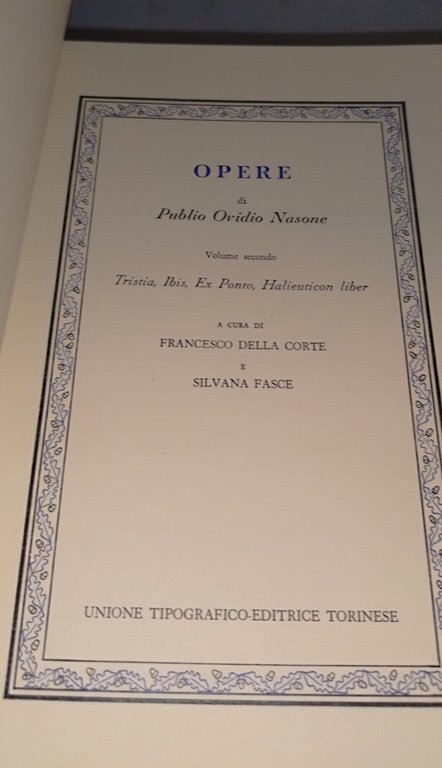 OPERE
di
Publio Ovidio Nasone
Volume secondo
Tristia, Ibis, Ex Ponto, Halieuticon liber
A CURA DI
FRANCESCO DELLA CORTE
E
SILVANA FASCE
UNIONE TIPOGRAFICO-EDITRICE TORINESE